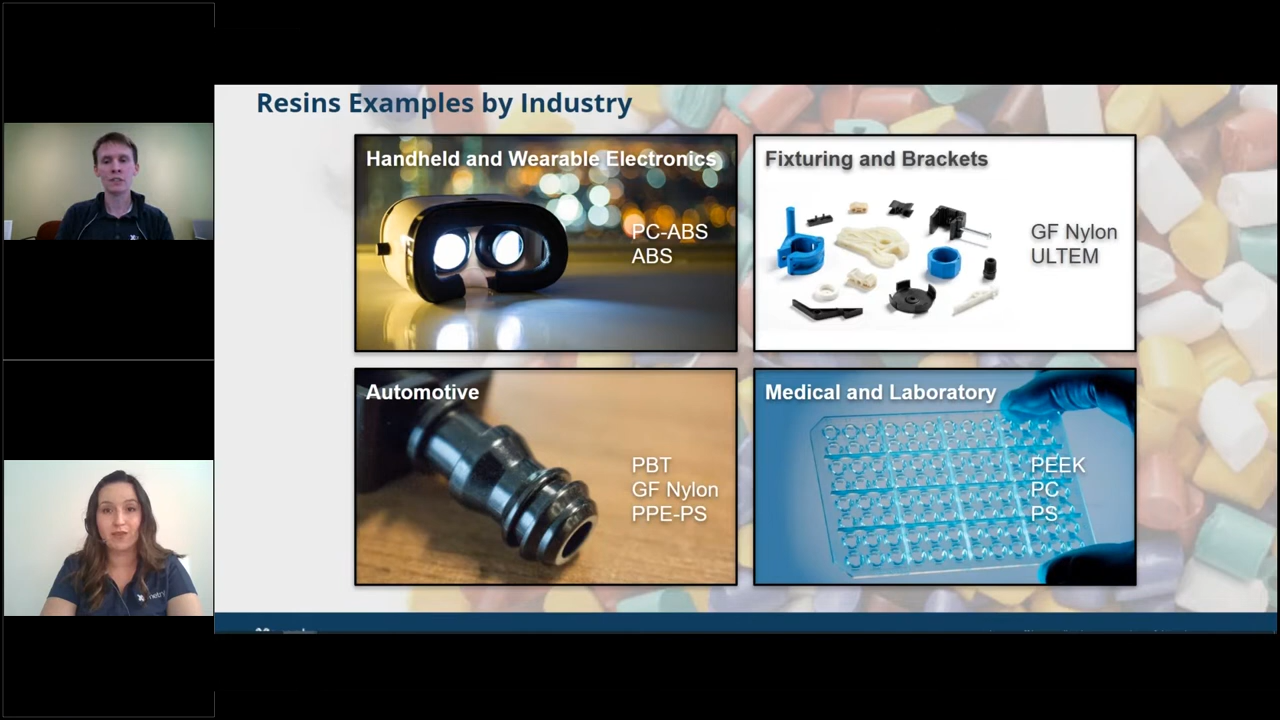 Resins Examples by Industry
Handheld and Wearable Electronics
PC-ABS
ABS
Fixturing and Brackets
GF Nylon
ULTEM
Automotive
PBT
GF Nylon
PPE-PS
Medical and Laboratory
PEEK
PC
PS